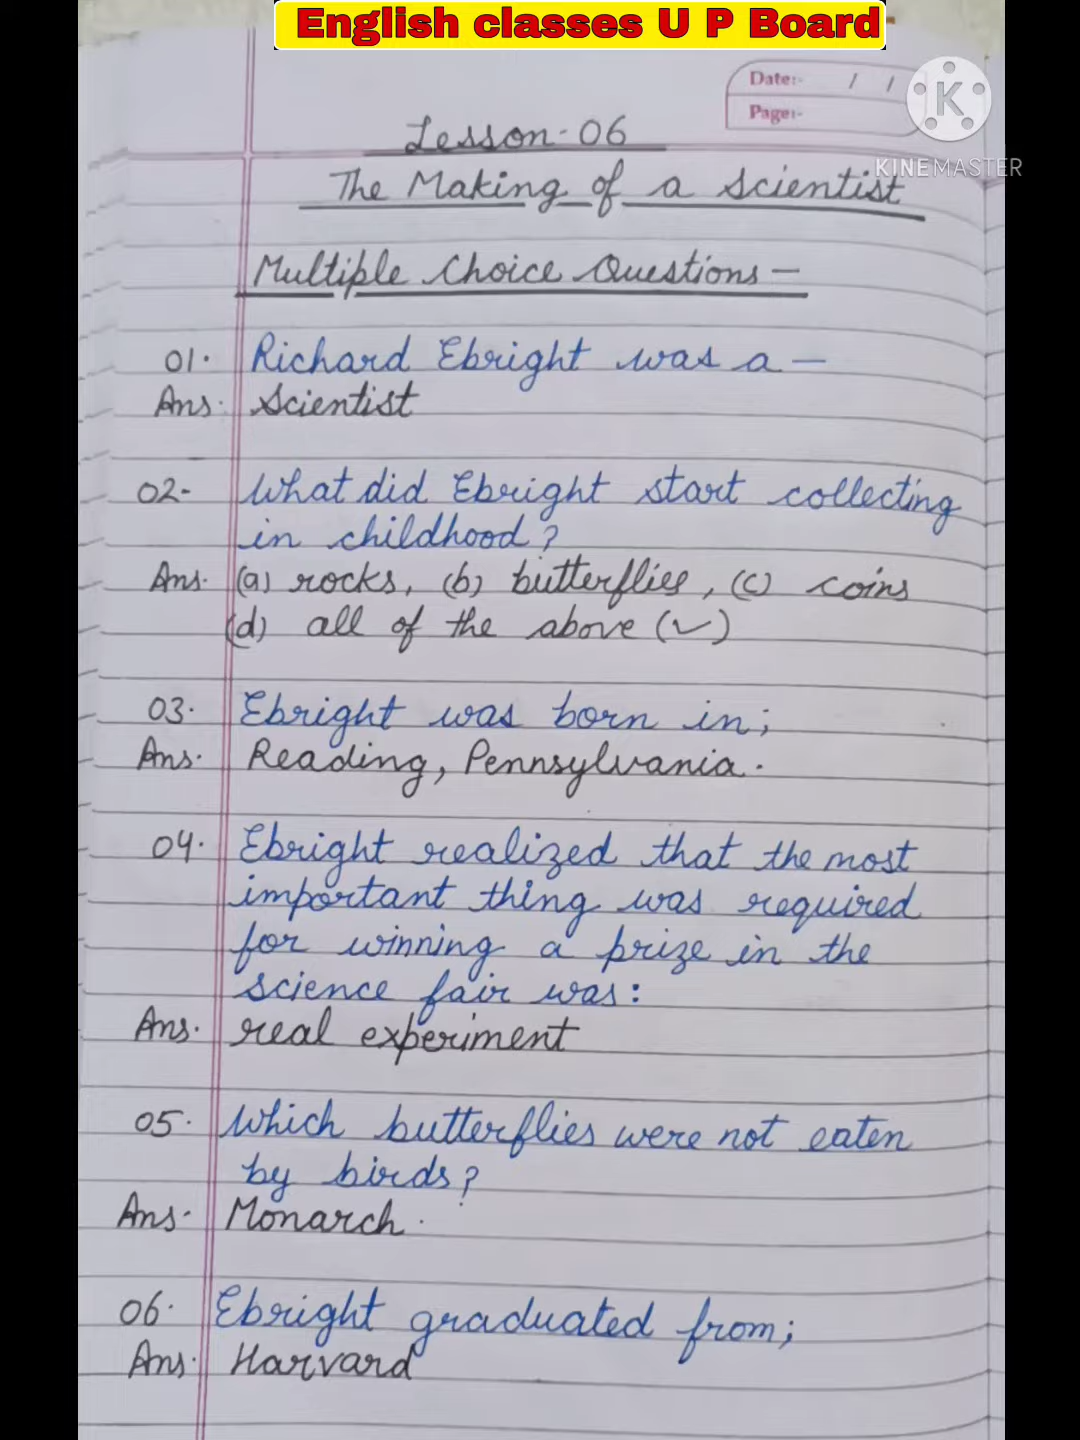 English classes U P Board
Date:- / /
Page:-
K
KINEMASTER
Lesson-06
The Making of a Scientist
Multiple Choice Questions-
01. Richard Ebright was a -
Ans. Scientist
02- What did Ebright start collecting
in childhood?
Ans. (a) rocks, (b) butterflies, (c) coins
(d) all of the above (✓)
03. Ebright was born in;
Ans. Reading, Pennsylvania.
04. Ebright realized that the most
important thing was required
for winning a prize in the
science fair was:
Ans. real experiment
05. Which butterflies were not eaten
by birds?
Ans. Monarch.
06. Ebright graduated from;
Ans. Harvard